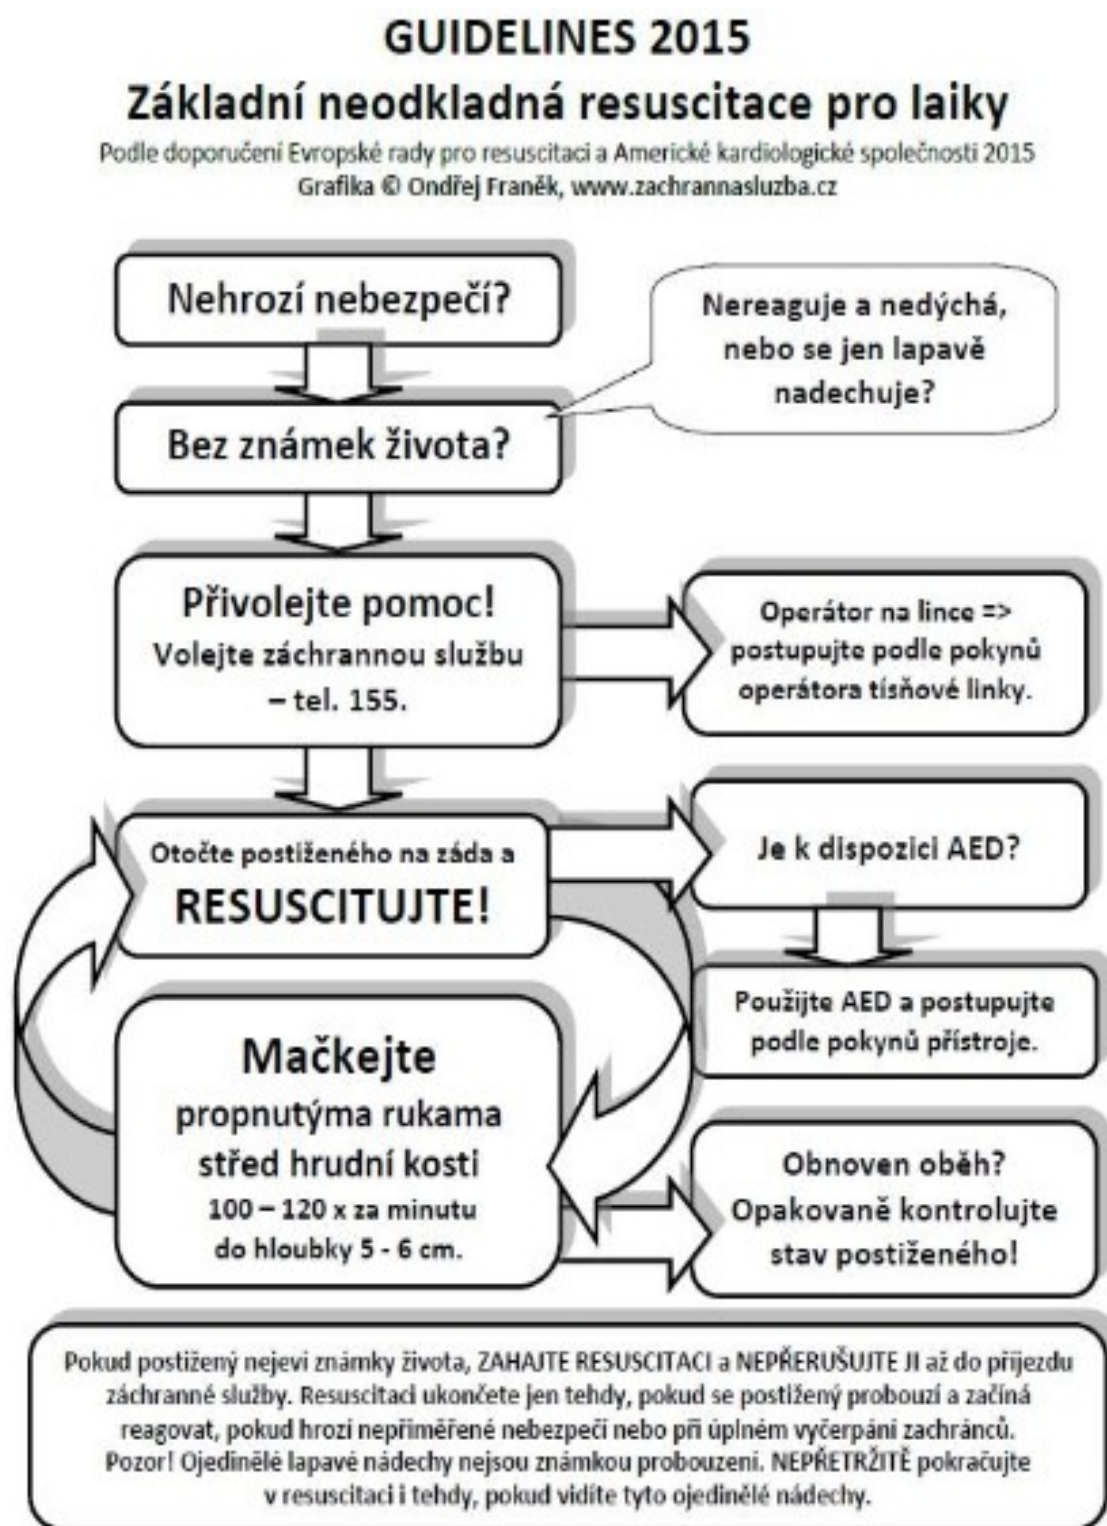 GUIDELINES 2015
Základní neodkladná resuscitace pro laiky
Podle doporučení Evropské rady pro resuscitaci a Americké kardiologické společnosti 2015
Grafika © Ondřej Franěk, www.zachrannasluzba.cz
Nehrozí nebezpečí?
Nereaguje a nedýchá,
nebo se jen lapavě
nadechuje?
Bez známek života?
Přivolejte pomoc!
Volejte záchrannou službu
– tel. 155.
Operátor na lince =>
postupujte podle pokynů
operátora tísňové linky.
Otočte postiženého na záda a
RESUSCITUJTE!
Je k dispozici AED?
Použijte AED a postupujte
podle pokynů přístroje.
Mačkejte
propnutýma rukama
střed hrudní kosti
100 – 120 x za minutu
do hloubky 5 - 6 cm.
Obnoven oběh?
Opakovaně kontrolujte
stav postiženého!
Pokud postižený nejeví známky života, ZAHAJTE RESUSCITACI a NEPŘERUŠUJTE JI až do příjezdu
záchranné služby. Resuscitaci ukončete jen tehdy, pokud se postižený probouzí a začíná
reagovat, pokud hrozí nepřiměřené nebezpečí nebo při úplném vyčerpání zachránců.
Pozor! Ojedinělé lapavé nádechy nejsou známkou probouzení. NEPŘETRŽITĚ pokračujte
v resuscitaci i tehdy, pokud vidíte tyto ojedinělé nádechy.